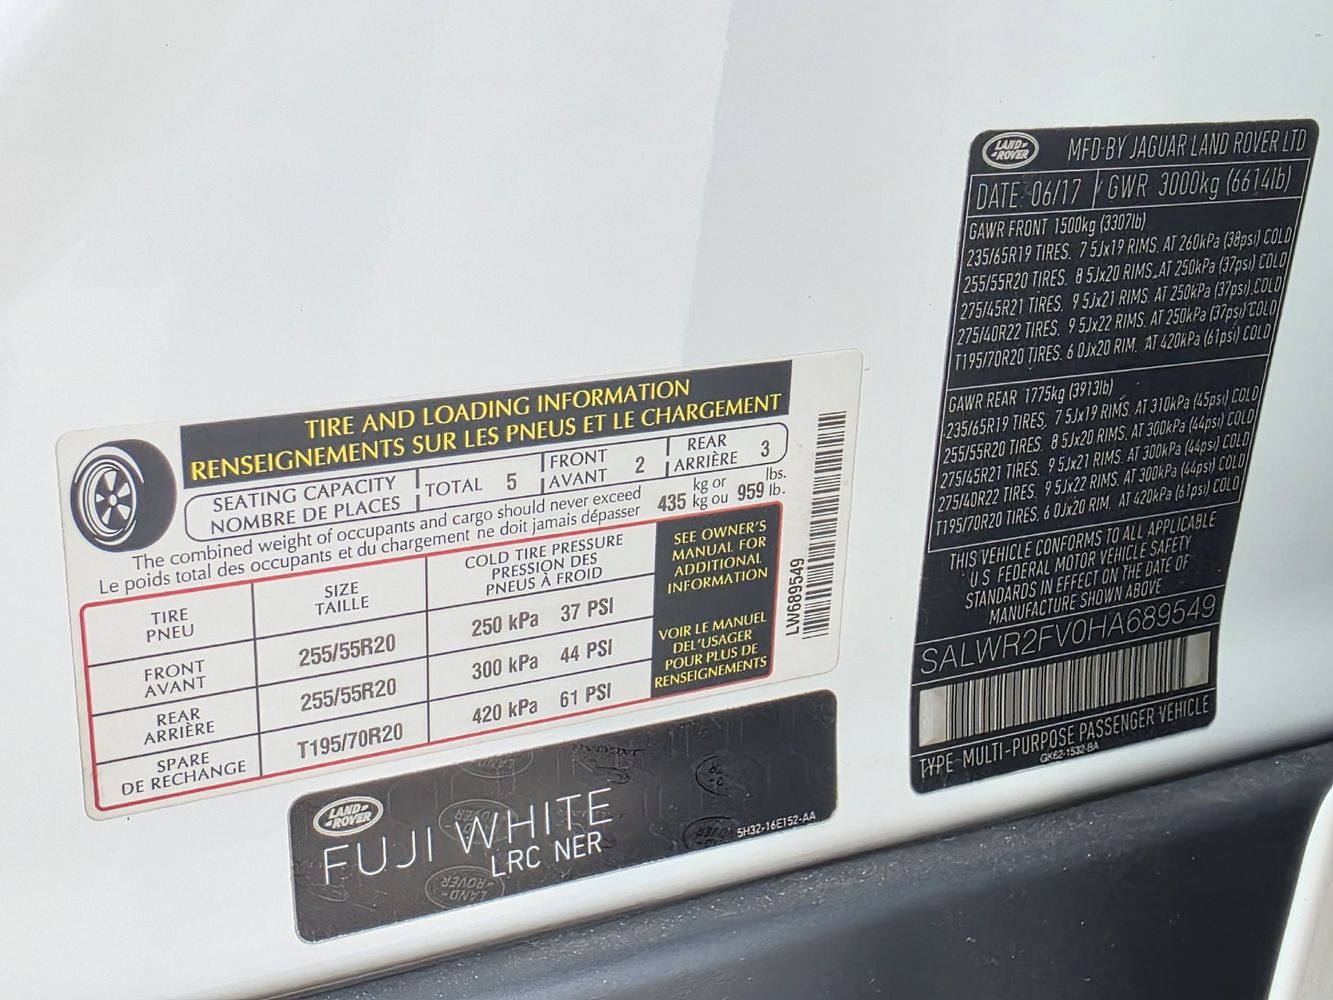 TIRE AND LOADING INFORMATION
RENSEIGNEMENTS SUR LES PNEUS ET LE CHARGEMENT
SEATING CAPACITY
NOMBRE DE PLACES
TOTAL 5
FRONT
AVANT
2
REAR
ARRIÈRE
3
The combined weight of occupants and cargo should never exceed
Le poids total des occupants et du chargement ne doit jamais dépasser
435 kg or
kg ou 959 lbs.
lb.
TIRE
PNEU
SIZE
TAILLE
COLD TIRE PRESSURE
PRESSION DES
PNEUS À FROID
FRONT
AVANT
255/55R20
250 kPa 37 PSI
REAR
ARRIÈRE
255/55R20
300 kPa 44 PSI
SPARE
DE RECHANGE
T195/70R20
420 kPa 61 PSI
SEE OWNER'S
MANUAL FOR
ADDITIONAL
INFORMATION
VOIR LE MANUEL
DEL'USAGER
POUR PLUS DE
RENSEIGNEMENTS
LW689549
LAND-
-ROVER
FUJI WHITE
LRC NER
5H32-16E152-AA
LAND-
-ROVER
LAND-
-ROVER
MFD·BY JAGUAR LAND ROVER LTD
DATE: 06/17 GWR 3000kg (6614lb)
GAWR FRONT 1500kg (3307lb)
235/65R19 TIRES. 7 5Jx19 RIMS. AT 260kPa (38psi) COLD
255/55R20 TIRES. 8 5Jx20 RIMS. AT 250kPa (37psi) COLD
275/45R21 TIRES. 9 5Jx21 RIMS. AT 250kPa (37psi) COLD
275/40R22 TIRES. 9 5Jx22 RIMS. AT 250kPa (37psi) COLD
T195/70R20 TIRES. 6 0Jx20 RIM. AT 420kPa (61psi) COLD
GAWR REAR 1775kg (3913lb)
235/65R19 TIRES. 7 5Jx19 RIMS. AT 310kPa (45psi) COLD
255/55R20 TIRES. 8 5Jx20 RIMS. AT 300kPa (44psi) COLD
275/45R21 TIRES. 9 5Jx21 RIMS. AT 300kPa (44psi) COLD
275/40R22 TIRES. 9 5Jx22 RIMS. AT 300kPa (44psi) COLD
T195/70R20 TIRES. 6 0Jx20 RIM. AT 420kPa (61psi) COLD
THIS VEHICLE CONFORMS TO ALL APPLICABLE
U S FEDERAL MOTOR VEHICLE SAFETY
STANDARDS IN EFFECT ON THE DATE OF
MANUFACTURE SHOWN ABOVE
SALWR2FV0HA689549
TYPE MULTI-PURPOSE PASSENGER VEHICLE
GK62-1532-BA